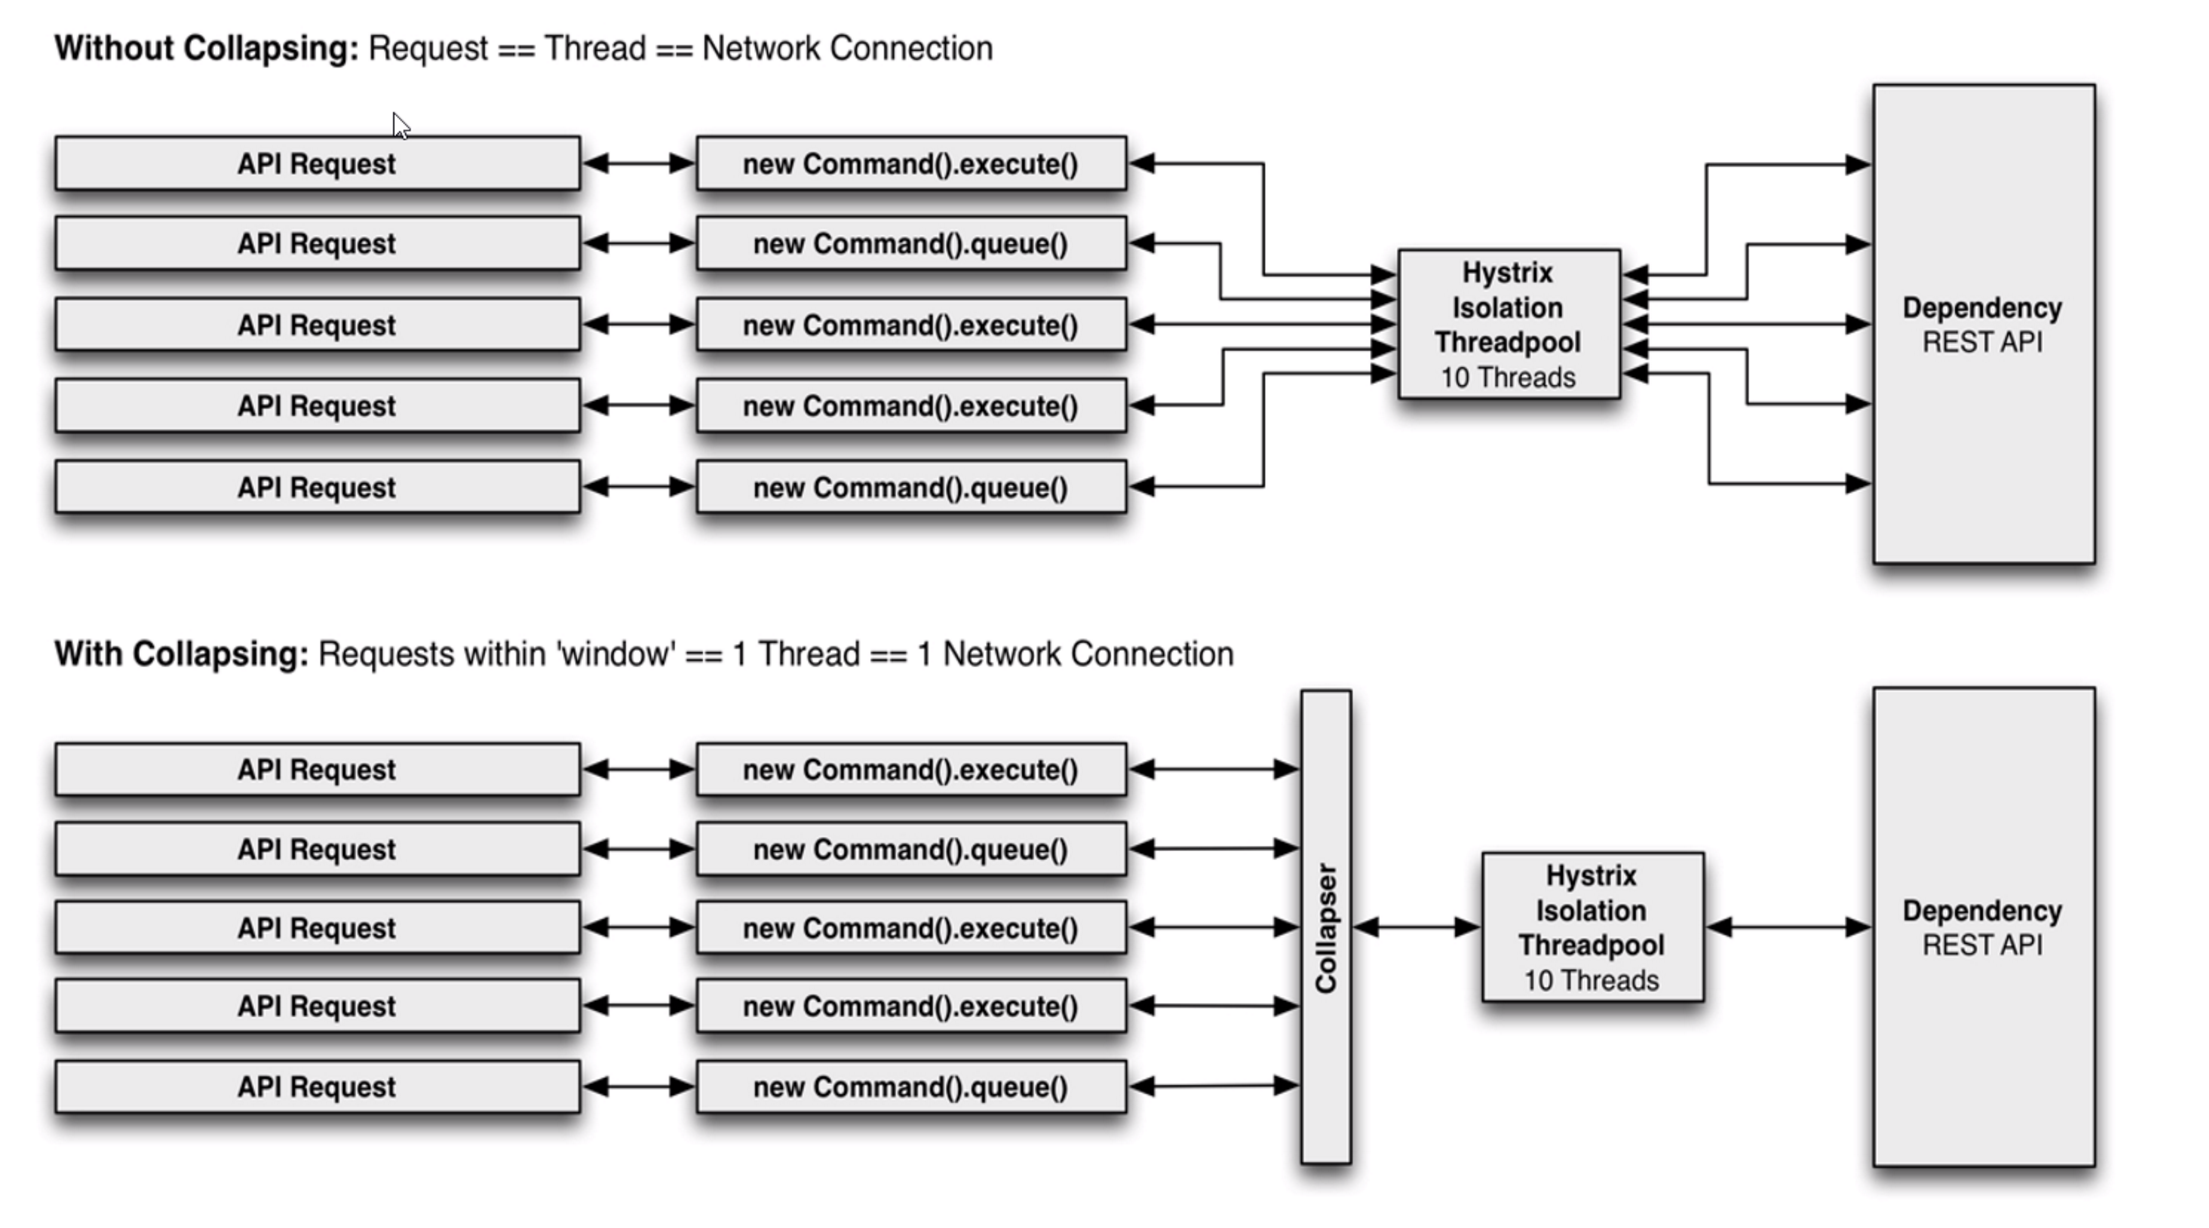 Without Collapsing: Request == Thread == Network Connection
API Request
new Command().execute()
API Request
new Command().queue()
API Request
new Command().execute()
API Request
new Command().execute()
API Request
new Command().queue()
Hystrix
Isolation
Threadpool
10 Threads
Dependency
REST API
With Collapsing: Requests within 'window' == 1 Thread == 1 Network Connection
API Request
new Command().execute()
API Request
new Command().queue()
API Request
new Command().execute()
API Request
new Command().execute()
API Request
new Command().queue()
Collapser
Hystrix
Isolation
Threadpool
10 Threads
Dependency
REST API